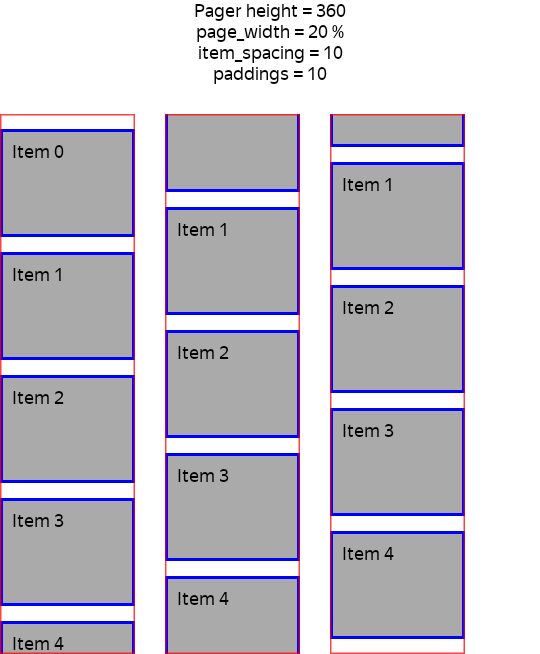 Pager height = 360
page_width = 20 %
item_spacing = 10
paddings = 10
Item 0
Item 1
Item 2
Item 3
Item 4
Item 1
Item 2
Item 3
Item 4
Item 1
Item 2
Item 3
Item 4